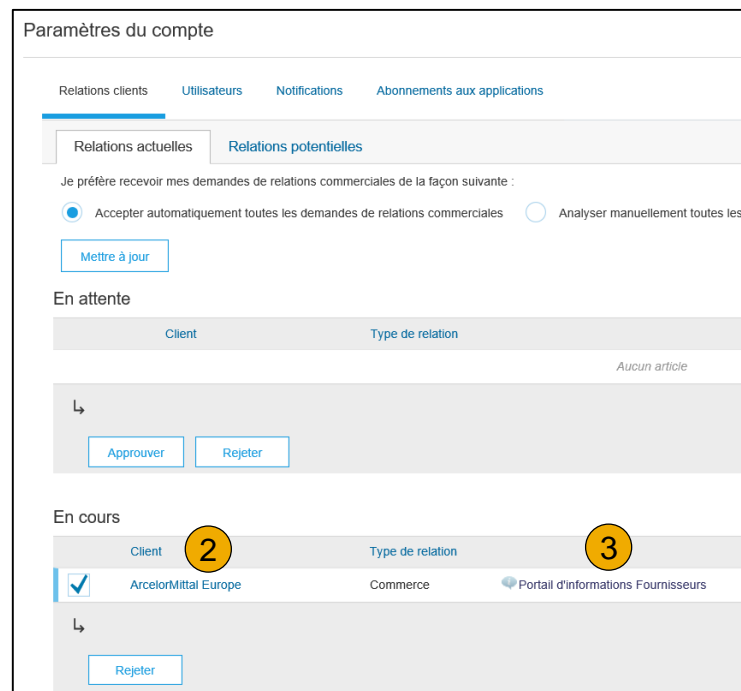 Paramètres du compte
Relations clients Utilisateurs Notifications Abonnements aux applications
Relations actuelles Relations potentielles
Je préfère recevoir mes demandes de relations commerciales de la façon suivante :
Accepter automatiquement toutes les demandes de relations commerciales Analyser manuellement toutes les
Mettre à jour
En attente
Client Type de relation
Aucun article
Approuver Rejeter
En cours
Client 2 Type de relation 3
ArcelorMittal Europe Commerce Portail d'informations Fournisseurs
Rejeter